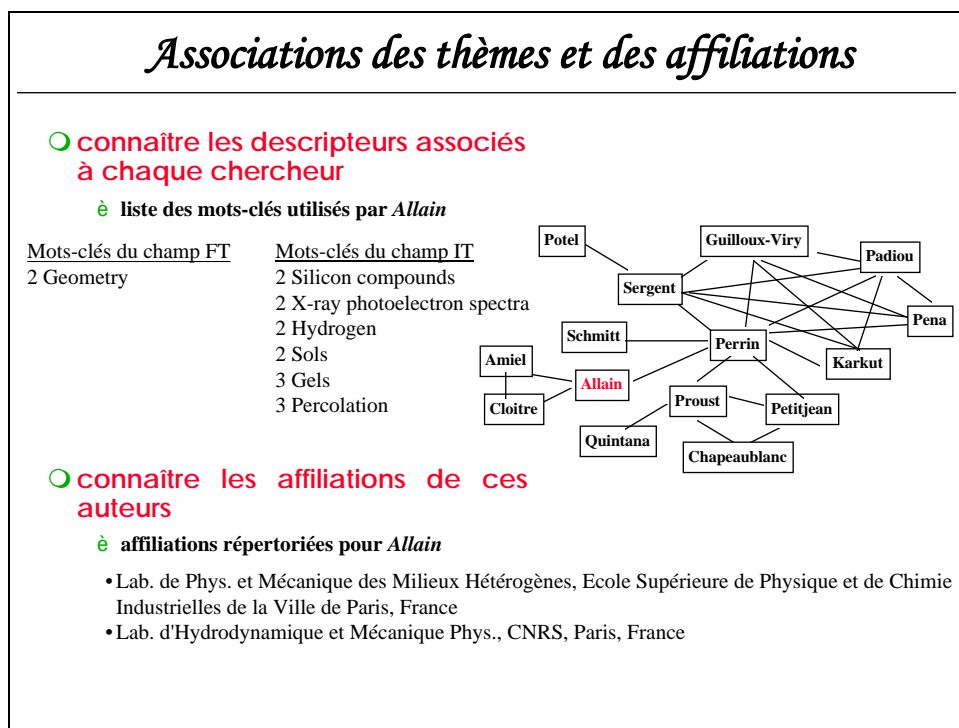 Associations des thèmes et des affiliations
connaître les descripteurs associés
à chaque chercheur
è liste des mots-clés utilisés par Allain
Mots-clés du champ FT
2 Geometry
Mots-clés du champ IT
2 Silicon compounds
2 X-ray photoelectron spectra
2 Hydrogen
2 Sols
3 Gels
3 Percolation
Potel
Guilloux-Viry
Padiou
Sergent
Pena
Schmitt
Perrin
Karkut
Amiel
Allain
Cloitre
Proust
Petitjean
Quintana
Chapeaublanc
connaître les affiliations de ces
auteurs
è affiliations répertoriées pour Allain
•Lab. de Phys. et Mécanique des Milieux Hétérogènes, Ecole Supérieure de Physique et de Chimie
Industrielles de la Ville de Paris, France
•Lab. d'Hydrodynamique et Mécanique Phys., CNRS, Paris, France